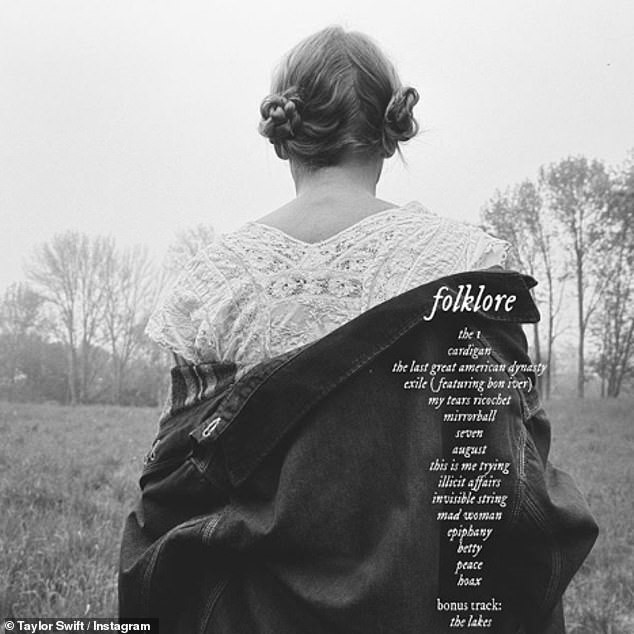 folklore
the 1
cardigan
the last great american dynasty
exile (featuring bon iver)
my tears ricochet
mirrorball
seven
august
this is me trying
illicit affairs
invisible string
mad woman
epiphany
betty
peace
hoax
bonus track:
the lakes
© Taylor Swift / Instagram